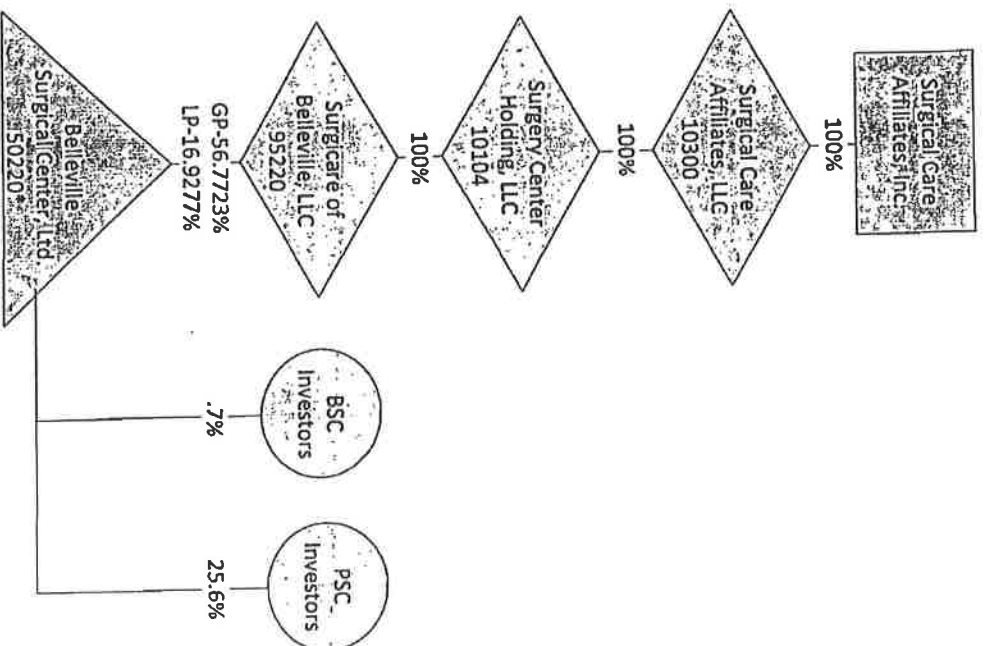 Surgical Care
Affiliates, Inc.
100%
Surgical Care
Affiliates, LLC
10300
100%
Surgery Center
Holding, LLC
10104
100%
Surgicare of
Belleville, LLC
95220
GP-56.7723%
LP-16.9277%
Belleville
Surgical Center, Ltd.
50220*
BSC
Investors
.7%
PSC
Investors
25.6%